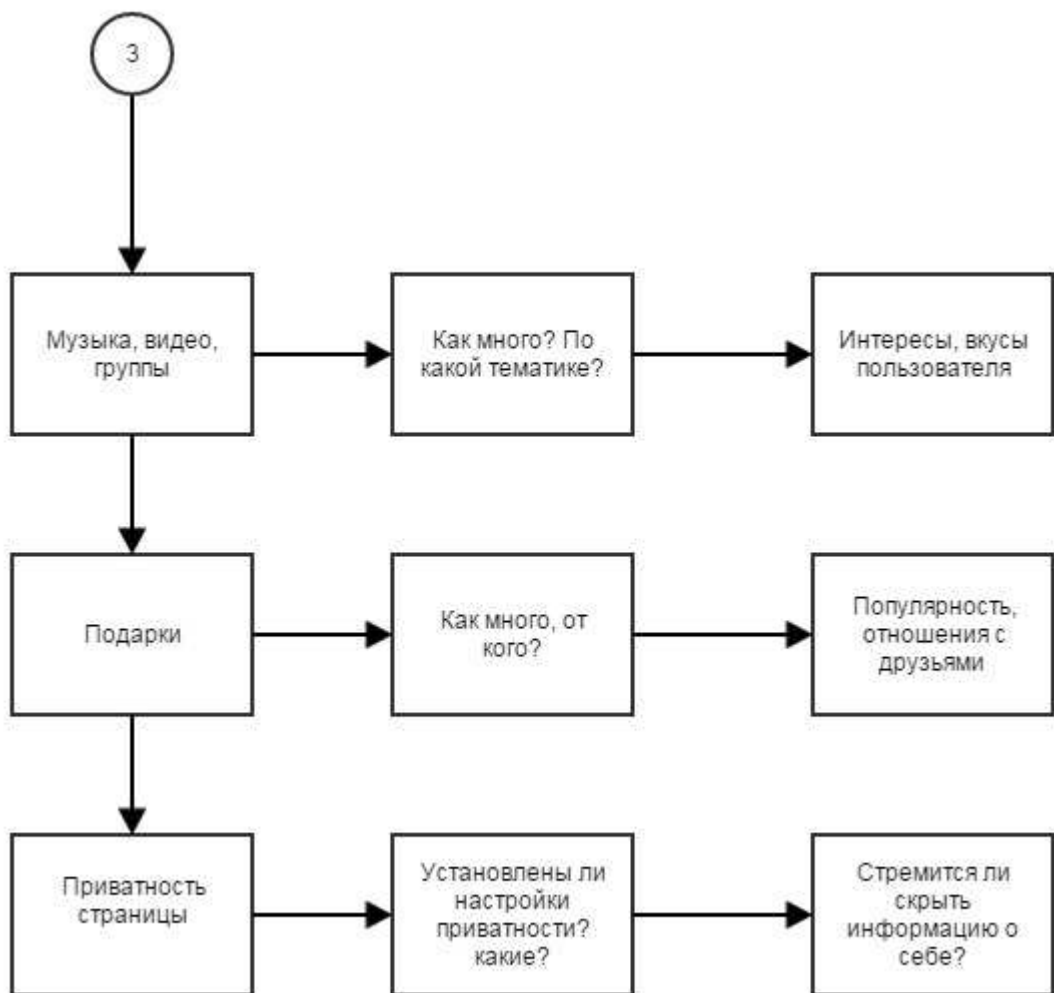 3
Музыка, видео,
группы
Как много? По
какой тематике?
Интересы, вкусы
пользователя
Подарки
Как много, от
кого?
Популярность,
отношения с
друзьями
Приватность
страницы
Установлены ли
настройки
приватности?
какие?
Стремится ли
скрыть
информацию о
себе?